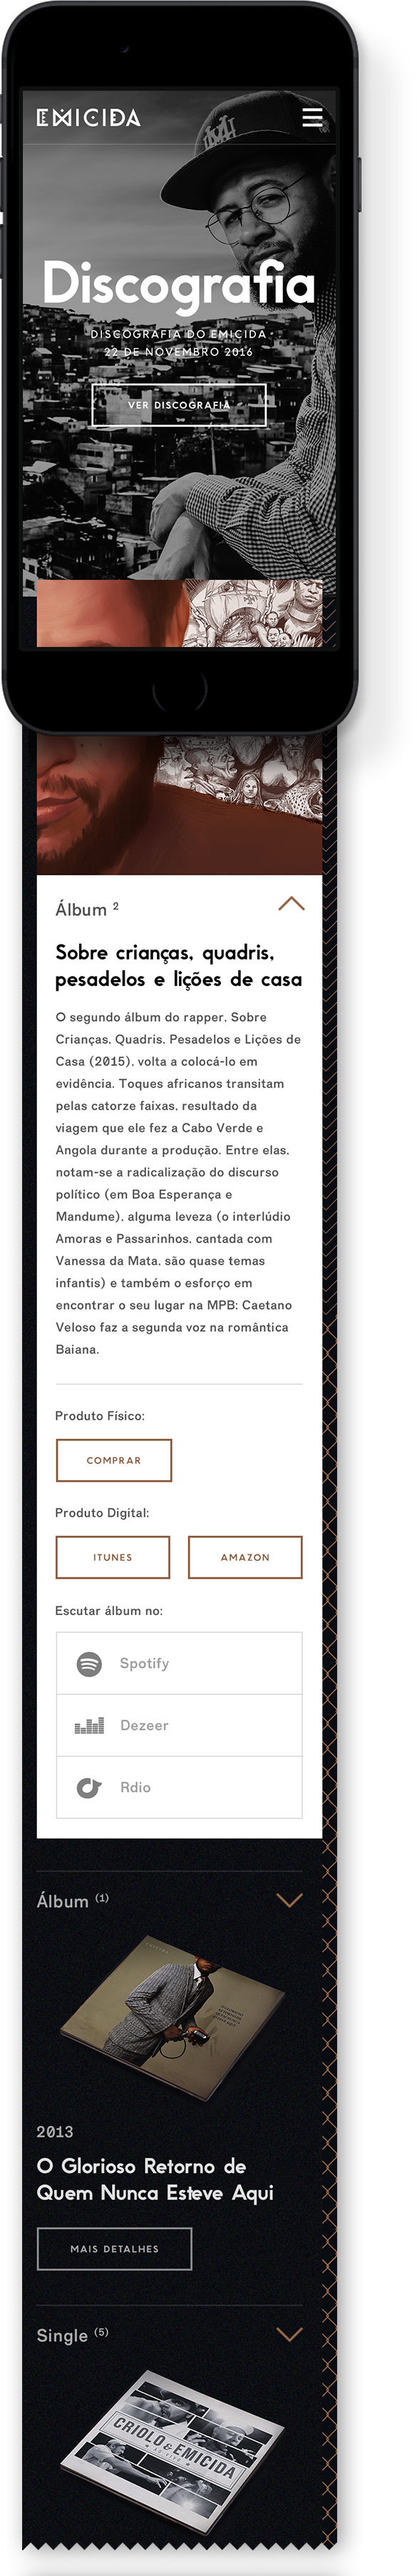 EMICIDA
Discografia
DISCOGRAFIA DO EMICIDA
22 DE NOVEMBRO 2016
VER DISCOGRAFIA
Álbum 2
Sobre crianças, quadris,
pesadelos e lições de casa
O segundo álbum do rapper, Sobre
Crianças, Quadris, Pesadelos e Lições de
Casa (2015), volta a colocá-lo em
evidência. Toques africanos transitam
pelas catorze faixas, resultado da
viagem que ele fez a Cabo Verde e
Angola durante a produção. Entre elas,
notam-se a radicalização do discurso
político (em Boa Esperança e
Mandume), alguma leveza (o interlúdio
Amoras e Passarinhos, cantada com
Vanessa da Mata, são quase temas
infantis) e também o esforço em
encontrar o seu lugar na MPB: Caetano
Veloso faz a segunda voz na romântica
Baiana.
Produto Físico:
COMPRAR
Produto Digital:
ITUNES AMAZON
Escutar álbum no:
Spotify
Dezeer
Rdio
Álbum (1)
2013
O Glorioso Retorno de
Quem Nunca Esteve Aqui
MAIS DETALHES
Single (5)
CRIOLO & EMICIDA